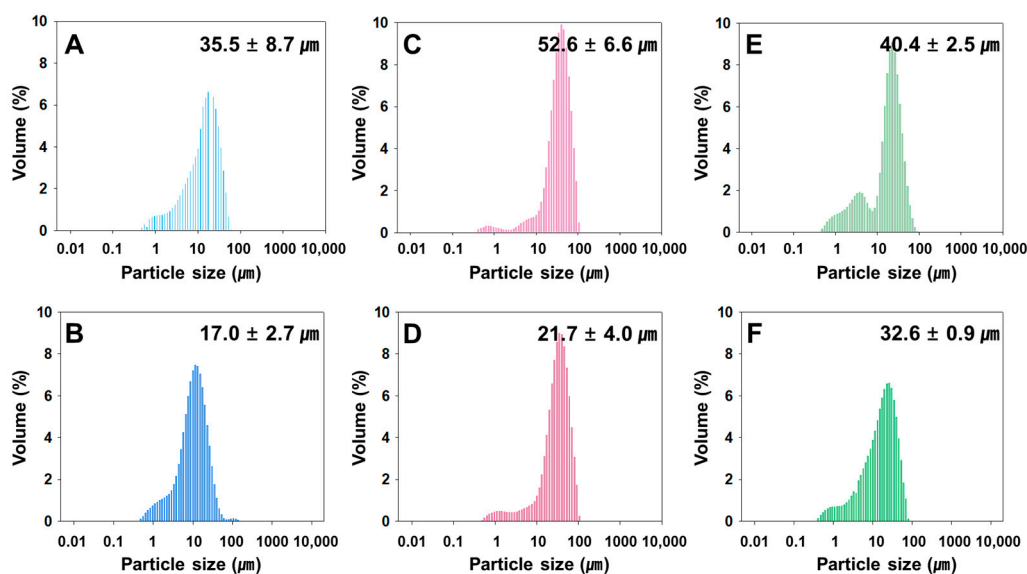 A
35.5 ± 8.7 µm
10
8
6
4
2
0
Volume (%)
0.01 0.1 1 10 100 1000 10,000
Particle size (µm)
C
52.6 ± 6.6 µm
10
8
6
4
2
0
Volume (%)
0.01 0.1 1 10 100 1000 10,000
Particle size (µm)
E
40.4 ± 2.5 µm
10
8
6
4
2
0
Volume (%)
0.01 0.1 1 10 100 1000 10,000
Particle size (µm)
B
17.0 ± 2.7 µm
10
8
6
4
2
0
Volume (%)
0.01 0.1 1 10 100 1000 10,000
Particle size (µm)
D
21.7 ± 4.0 µm
10
8
6
4
2
0
Volume (%)
0.01 0.1 1 10 100 1000 10,000
Particle size (µm)
F
32.6 ± 0.9 µm
10
8
6
4
2
0
Volume (%)
0.01 0.1 1 10 100 1000 10,000
Particle size (µm)